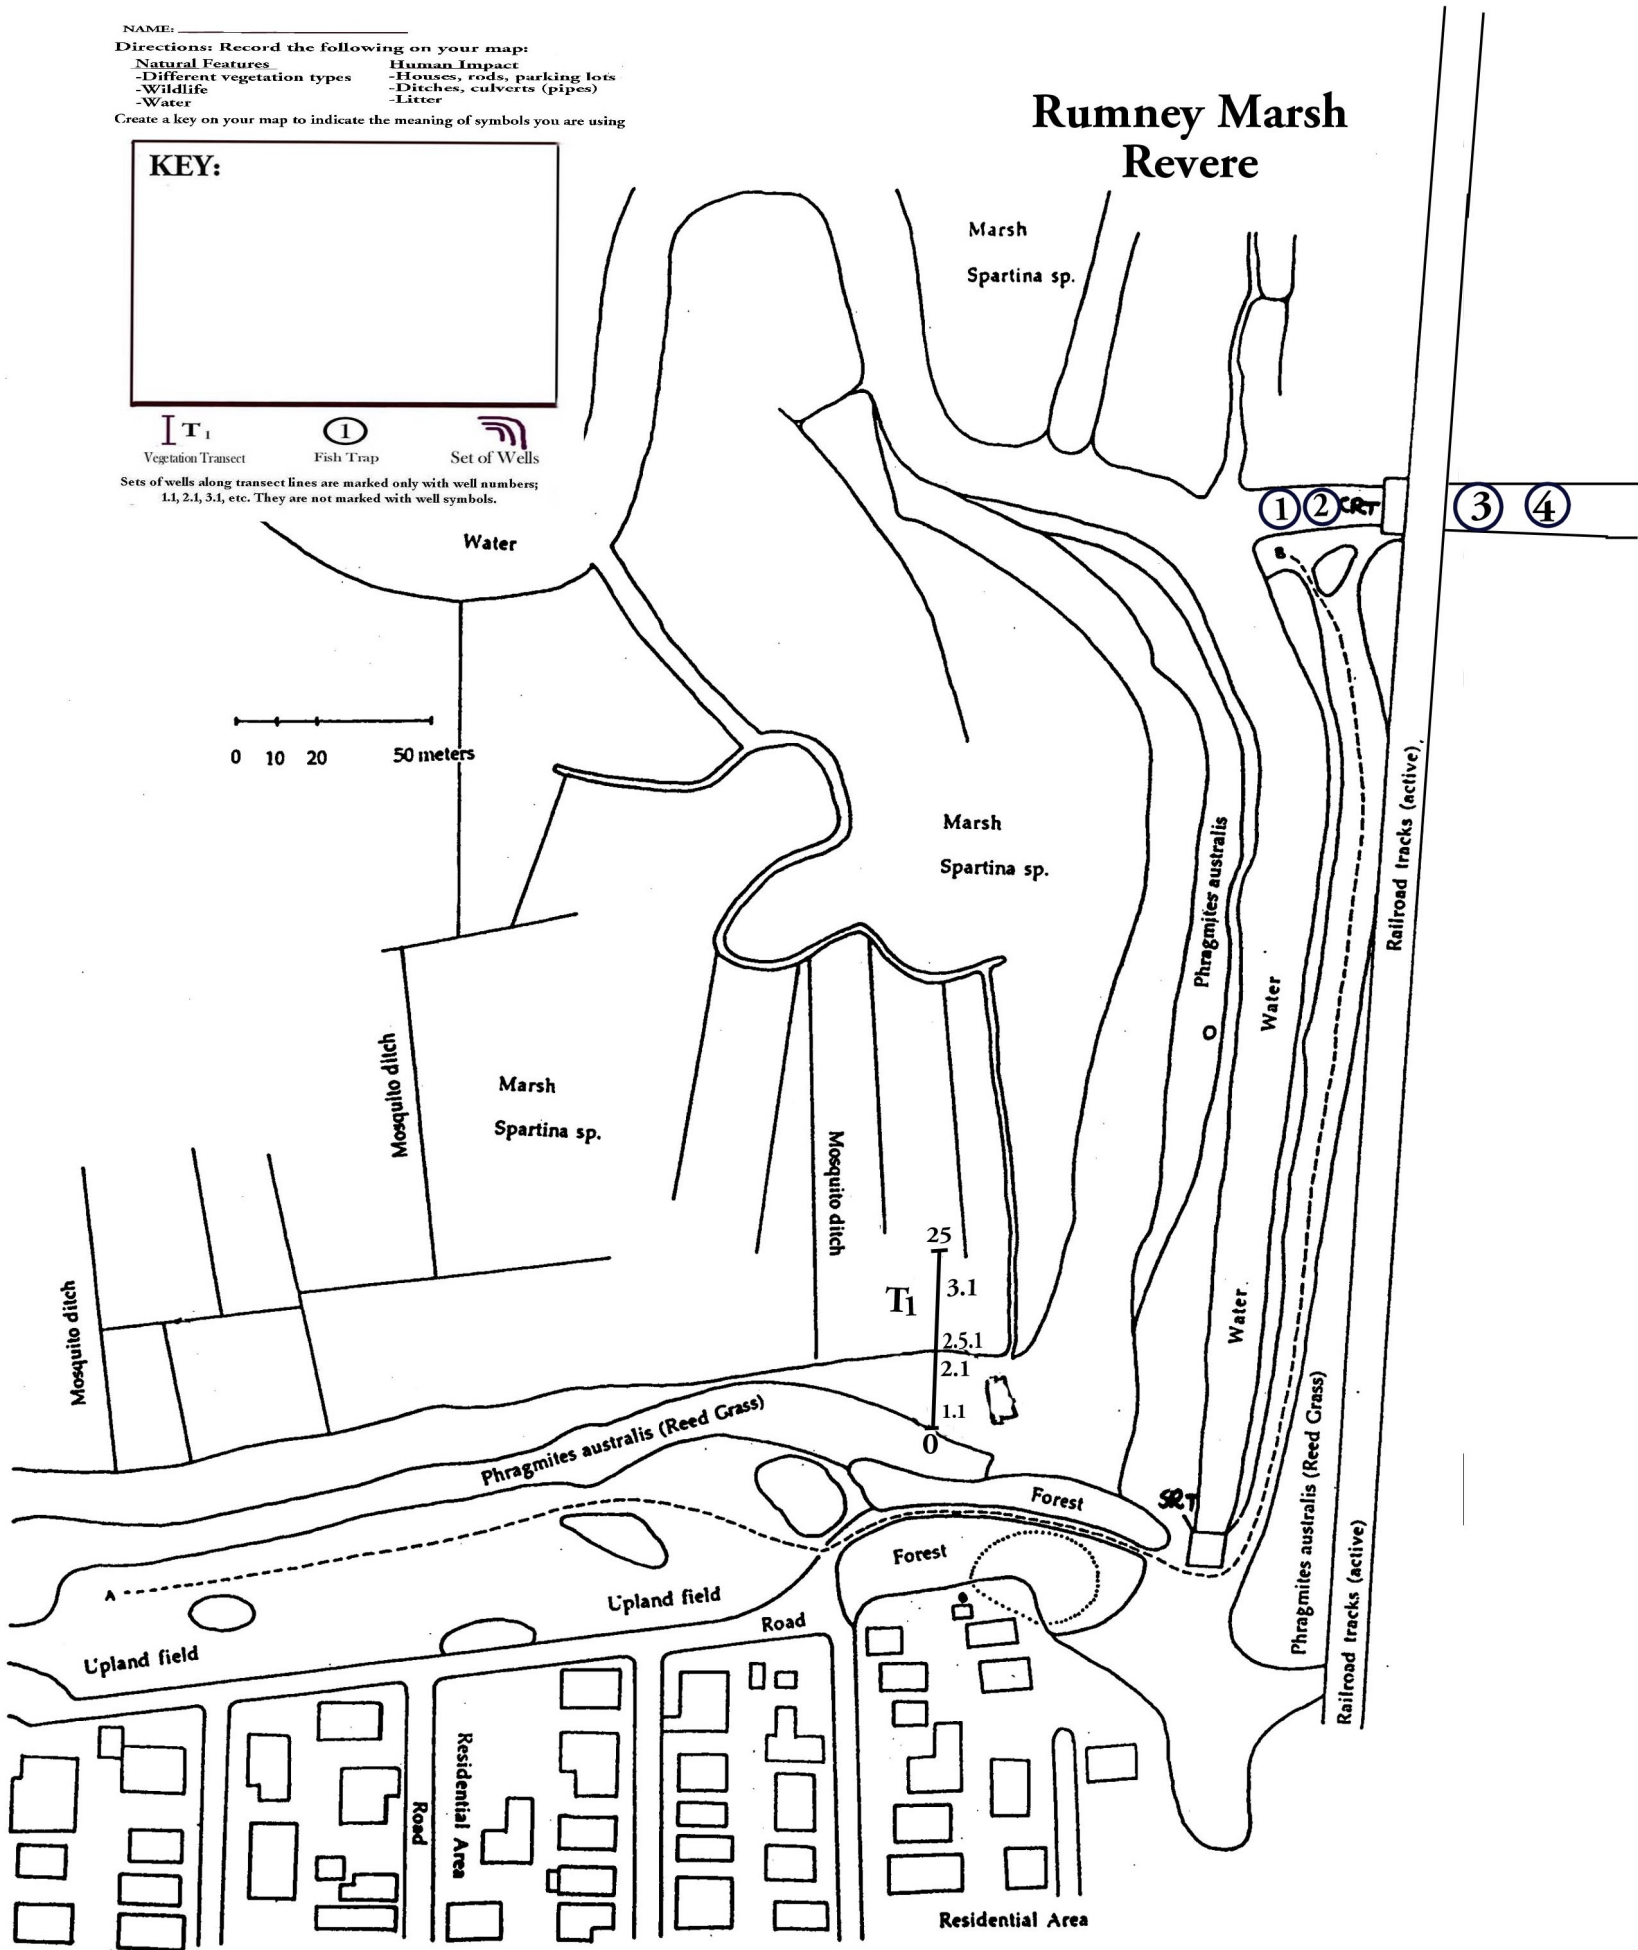 NAME:
Directions: Record the following on your map:
Natural Features
-Different vegetation types
-Wildlife
-Water
Human Impact
-Houses, rods, parking lots
-Ditches, culverts (pipes)
-Litter
Create a key on your map to indicate the meaning of symbols you are using
KEY:
T 1
Vegetation Transect
1
Fish Trap
Set of Wells
Sets of wells along transect lines are marked only with well numbers;
1.1, 2.1, 3.1, etc. They are not marked with well symbols.
Rumney Marsh
Revere
Marsh
Spartina sp.
1
2
CRT
3
4
B
Water
0 10 20 50 meters
Railroad tracks (active)
Marsh
Spartina sp.
Phragmites australis
Water
Mosquito ditch
Marsh
Spartina sp.
Mosquito ditch
25
3.1
T1
2.5.1
2.1
1.1
0
Mosquito ditch
Water
Phragmites australis (Reed Grass)
Phragmites australis (Reed Grass)
Railroad tracks (active)
SRT
Forest
Forest
A
Upland field
Upland field
Road
Residential Area
Road
Residential Area